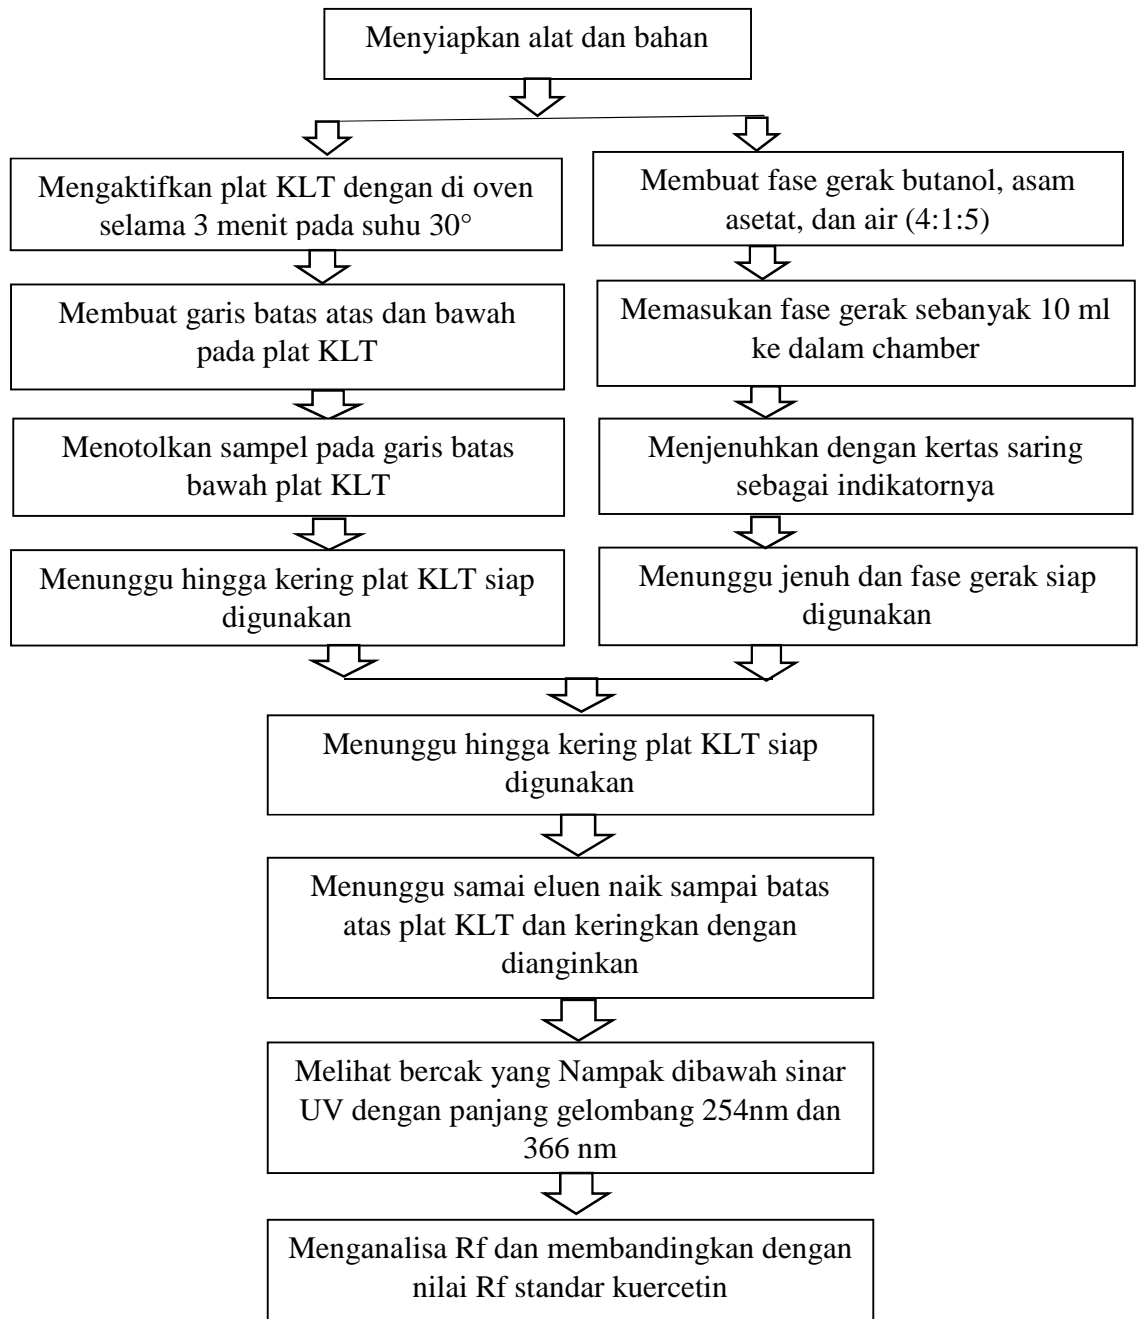 Menyiapkan alat dan bahan
Mengaktifkan plat KLT dengan di oven
selama 3 menit pada suhu 30°
Membuat garis batas atas dan bawah
pada plat KLT
Menotolkan sampel pada garis batas
bawah plat KLT
Menunggu hingga kering plat KLT siap
digunakan
Membuat fase gerak butanol, asam
asetat, dan air (4:1:5)
Memasukan fase gerak sebanyak 10 ml
ke dalam chamber
Menjenuhkan dengan kertas saring
sebagai indikatornya
Menunggu jenuh dan fase gerak siap
digunakan
Menunggu hingga kering plat KLT siap
digunakan
Menunggu samai eluen naik sampai batas
atas plat KLT dan keringkan dengan
dianginkan
Melihat bercak yang Nampak dibawah sinar
UV dengan panjang gelombang 254nm dan
366 nm
Menganalisa Rf dan membandingkan dengan
nilai Rf standar kuercetin